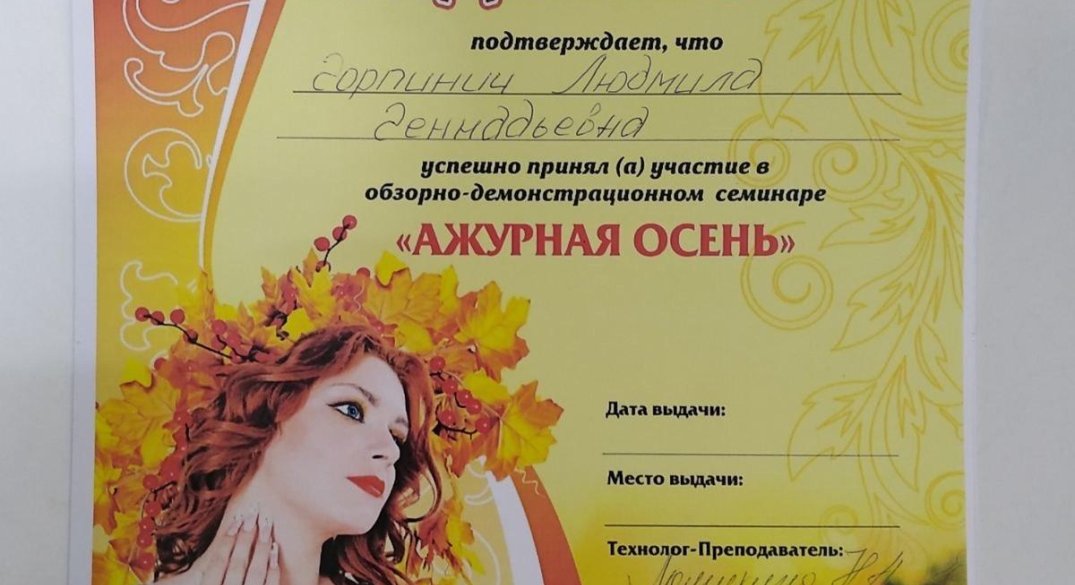 подтверждает, что
Горпинич Людмила
Геннадьевна
успешно принял (а) участие в
обзорно-демонстрационном семинаре
«АЖУРНАЯ ОСЕНЬ»
Дата выдачи:
Место выдачи:
Технолог-Преподаватель: